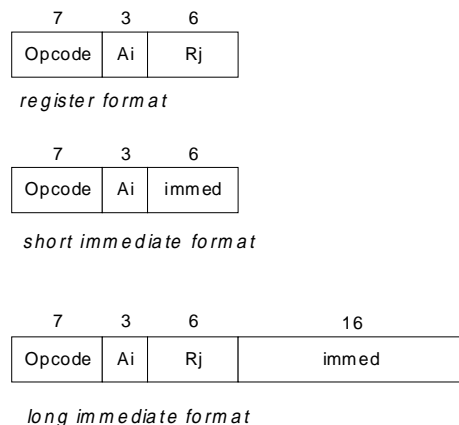 7 3 6
Opcode Ai Rj
register format
7 3 6
Opcode Ai immed
short immediate format
7 3 6 16
Opcode Ai Rj immed
long immediate format